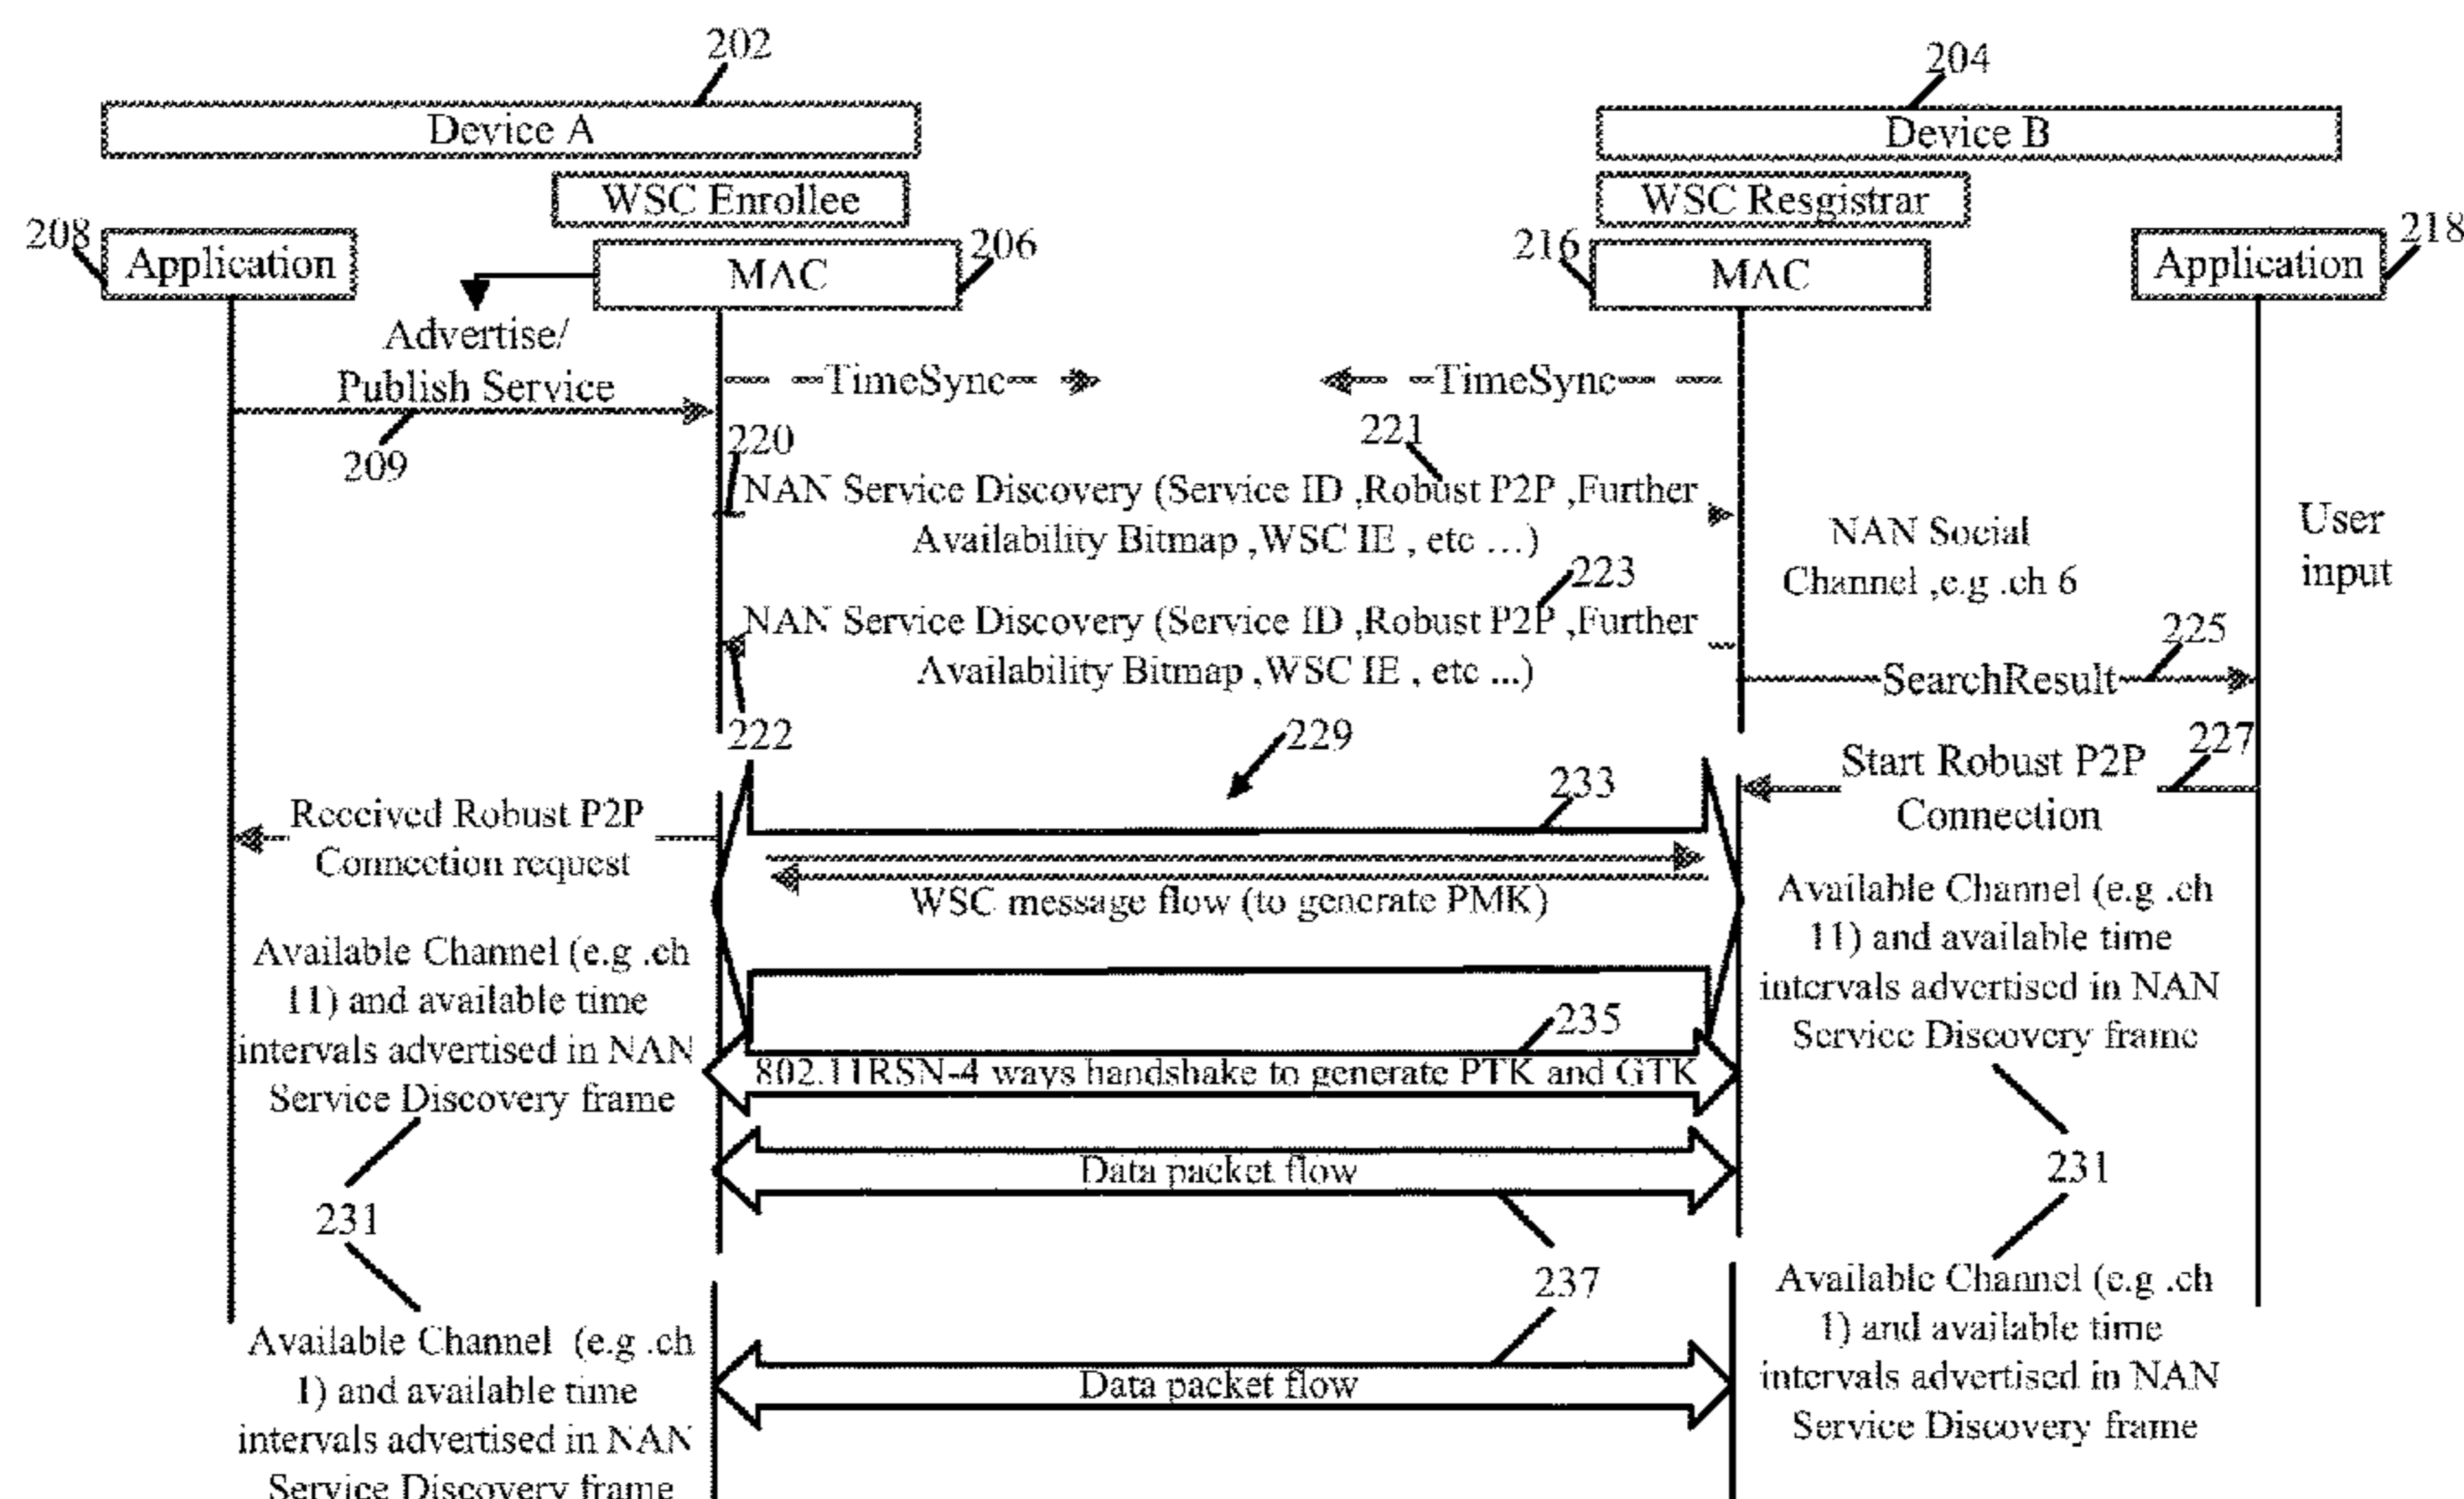 202
204
Device A
Device B
WSC Enrollee
WSC Resgistrar
208
Application
MAC
206
216
MAC
Application
218
Advertise/
Publish Service
TimeSync
TimeSync
209
220
221
NAN Service Discovery (Service ID ,Robust P2P ,Further
Availability Bitmap ,WSC IE , etc ...)
NAN Social
Channel ,e.g .ch 6
User
input
223
NAN Service Discovery (Service ID ,Robust P2P ,Further
Availability Bitmap ,WSC IE , etc ...)
225
SearchResult
222
229
227
Start Robust P2P
Connection
233
Received Robust P2P
Connection request
WSC message flow (to generate PMK)
Available Channel (e.g .ch
11) and available time
intervals advertised in NAN
Service Discovery frame
Available Channel (e.g .ch
11) and available time
intervals advertised in NAN
Service Discovery frame
235
802.11RSN-4 ways handshake to generate PTK and GTK
Data packet flow
231
231
237
Available Channel (e.g .ch
1) and available time
intervals advertised in NAN
Service Discovery frame
Data packet flow
Available Channel (e.g .ch
1) and available time
intervals advertised in NAN
Service Discovery frame